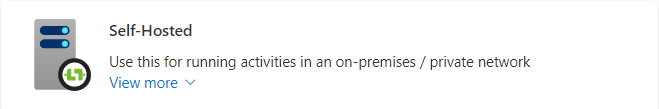 Self-Hosted
Use this for running activities in an on-premises / private network
View more